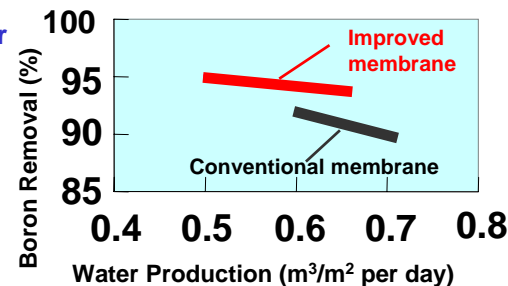 r
100
95
90
85
Boron Removal (%)
Improved
membrane
Conventional membrane
0.4 0.5 0.6 0.7 0.8
Water Production (m³/m² per day)